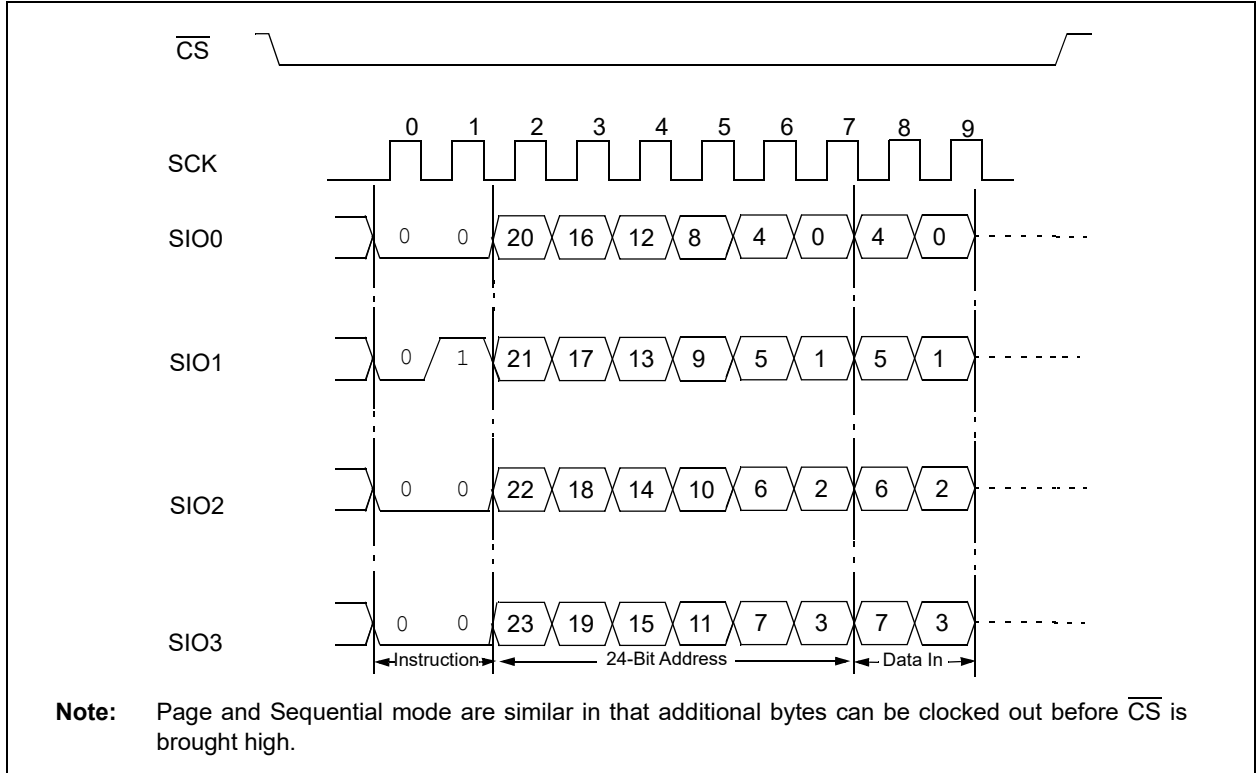 CS
0 1 2 3 4 5 6 7 8 9
SCK
SIO0 0 0 20 16 12 8 4 0 4 0
SIO1 0 1 21 17 13 9 5 1 5 1
SIO2 0 0 22 18 14 10 6 2 6 2
SIO3 0 0 23 19 15 11 7 3 7 3
Instruction 24-Bit Address Data In
Note: Page and Sequential mode are similar in that additional bytes can be clocked out before CS is
brought high.